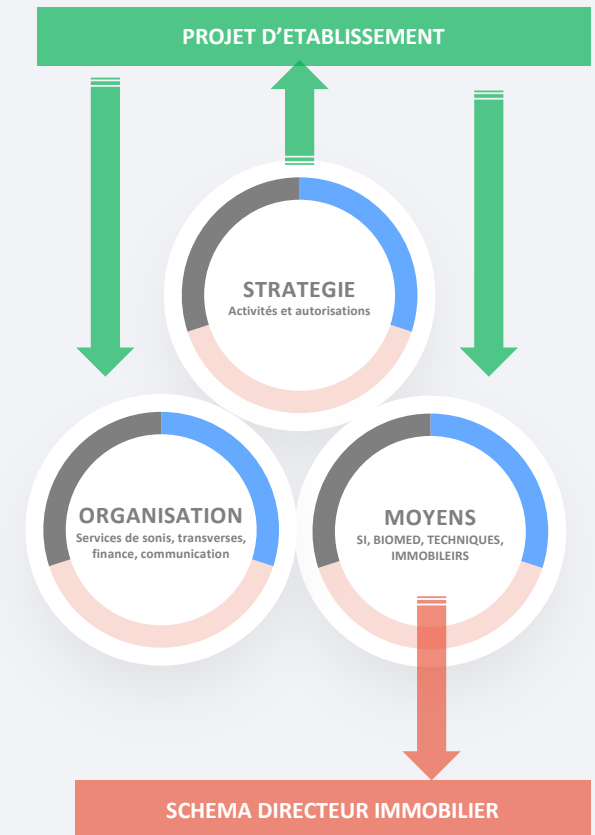 PROJET D'ETABLISSEMENT
STRATEGIE
Activités et autorisations
ORGANISATION
Services de sonis, transverses,
finance, communication
MOYENS
SI, BIOMED, TECHNIQUES,
IMMOBILEIRS
SCHEMA DIRECTEUR IMMOBILIER